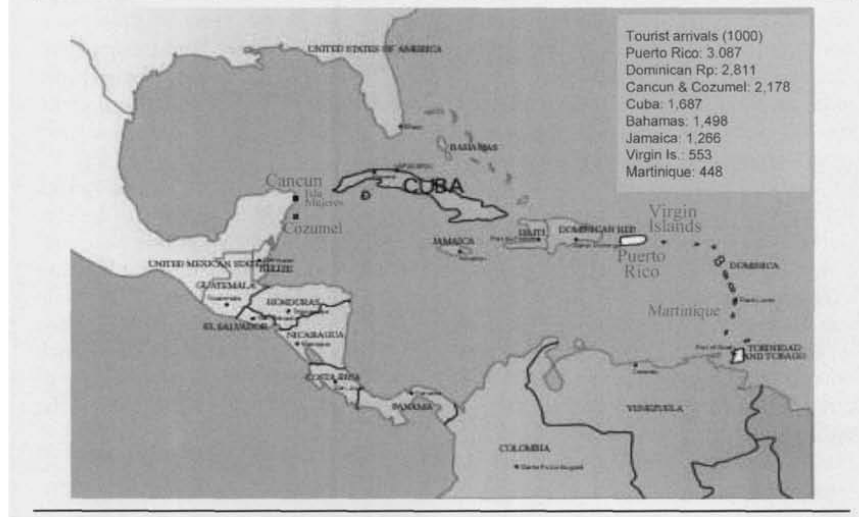 Tourist arrivals (1000)
Puerto Rico: 3.087
Dominican Rp: 2,811
Cancun & Cozumel: 2,178
Cuba: 1,687
Bahamas: 1,498
Jamaica: 1,266
Virgin Is.: 553
Martinique: 448
UNITED STATES OF AMERICA
BAHAMAS
Cancun
Isla
Mujeres
Cozumel
CUBA
JAMAICA
HAITI
DOMINICAN REP
Virgin
Islands
Puerto
Rico
DOMINICA
Martinique
UNITED MEXICAN STATES
BELIZE
GUATEMALA
HONDURAS
EL SALVADOR
NICARAGUA
COSTA RICA
PANAMA
TORINIDAD
AND TOBAGO
VENEZUELA
COLOMBIA